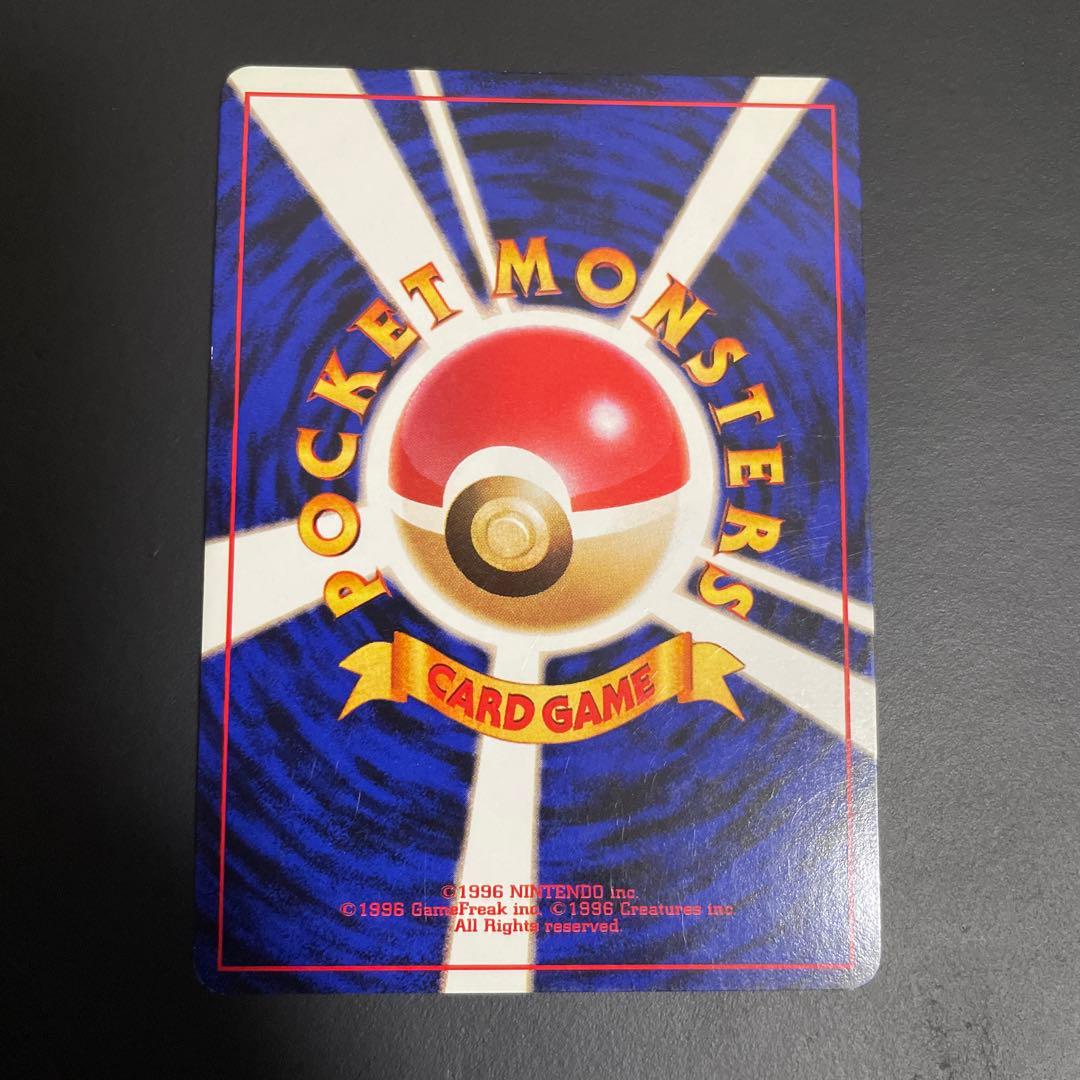 POCKET MONSTERS
CARD GAME
©1996 NINTENDO inc.
©1996 GameFreak inc. ©1996 Creatures inc.
All Rights reserved.